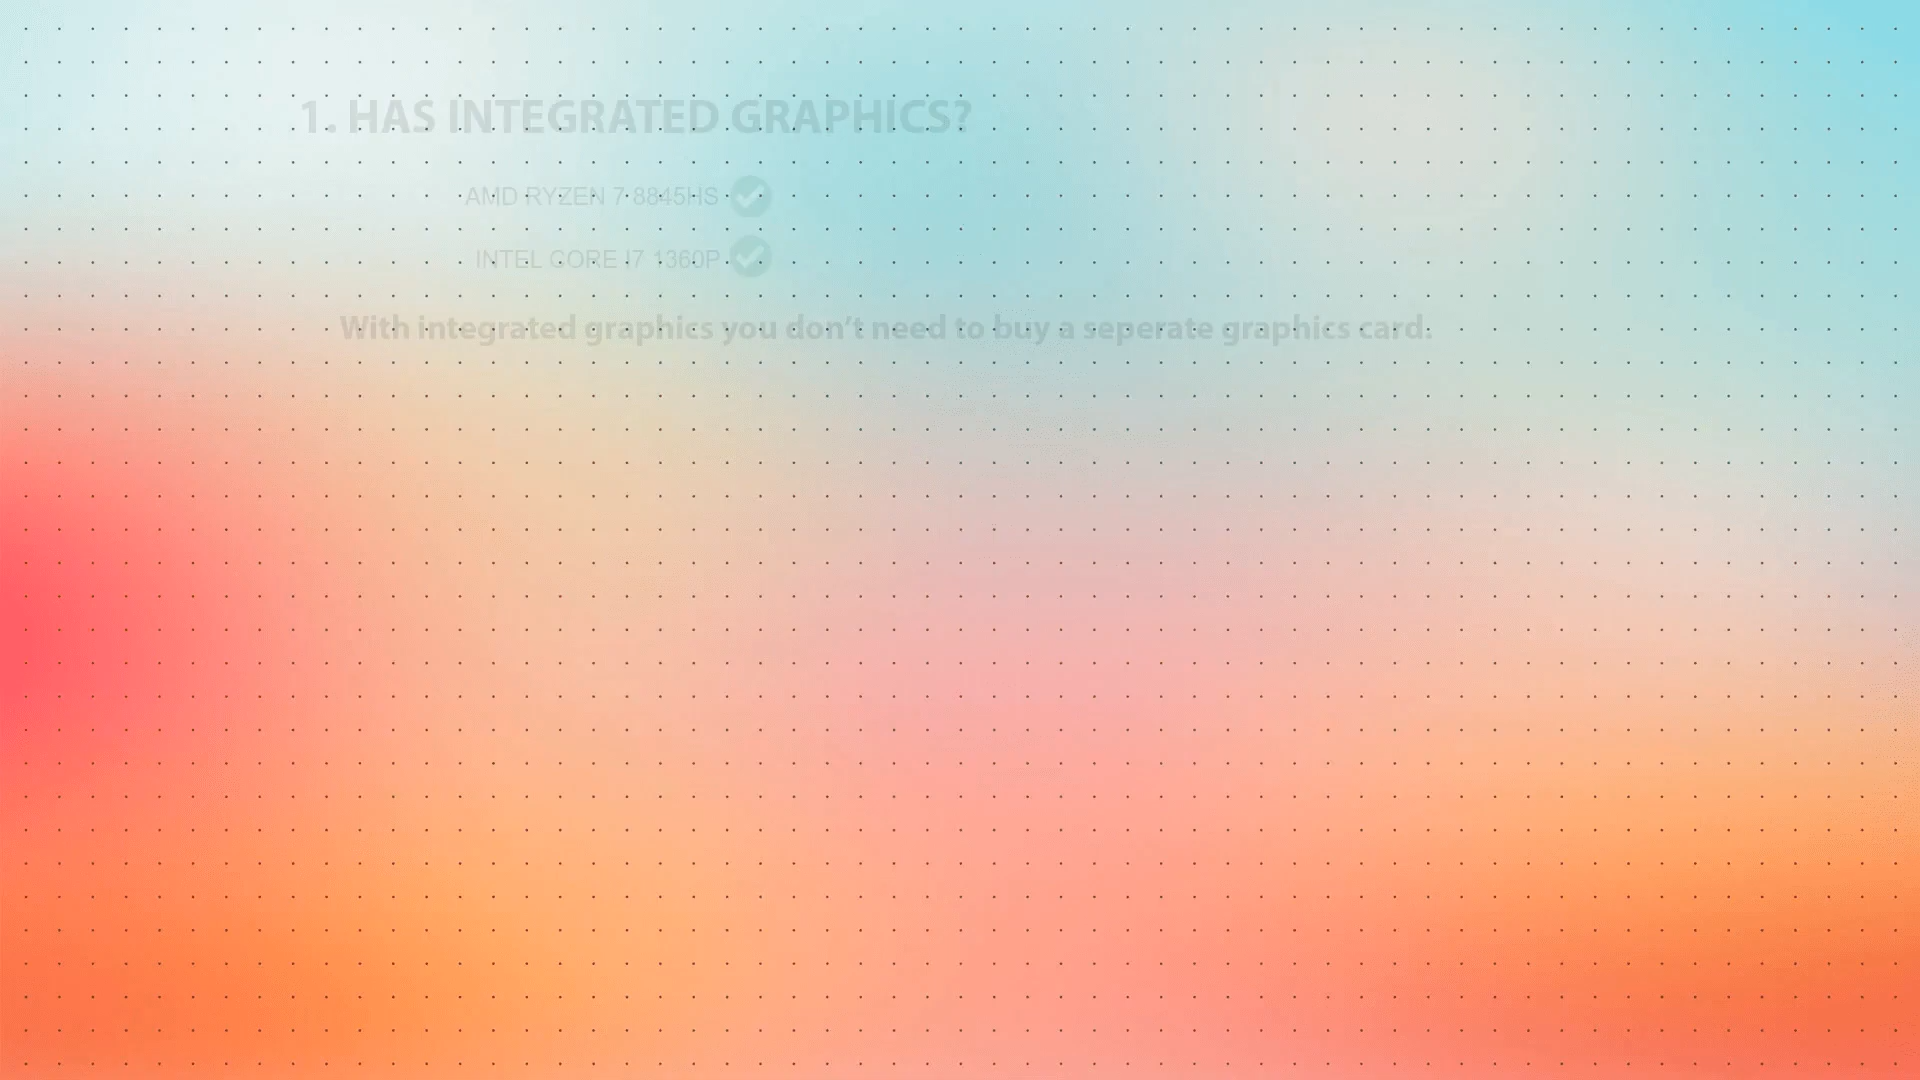 1. HAS INTEGRATED GRAPHICS?
AMD RYZEN 7 8845HS
INTEL CORE I7 1360P
With integrated graphics you don’t need to buy a seperate graphics card.